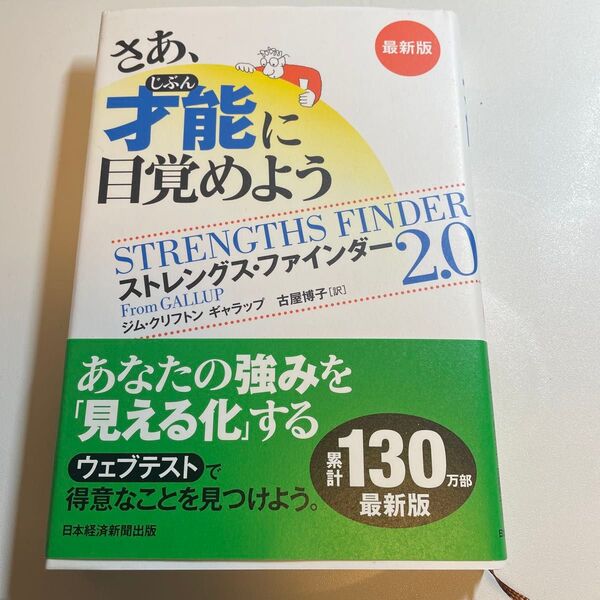 最新版
さあ、
じぶん
才能に
目覚めよう
STRENGTHS FINDER
ストレングス・ファインダー2.0
From GALLUP
ジム・クリフトン ギャラップ 古屋博子[訳]
あなたの強みを
「見える化」する
ウェブテストで
得意なことを見つけよう。
累計130万部
最新版
日本経済新聞出版